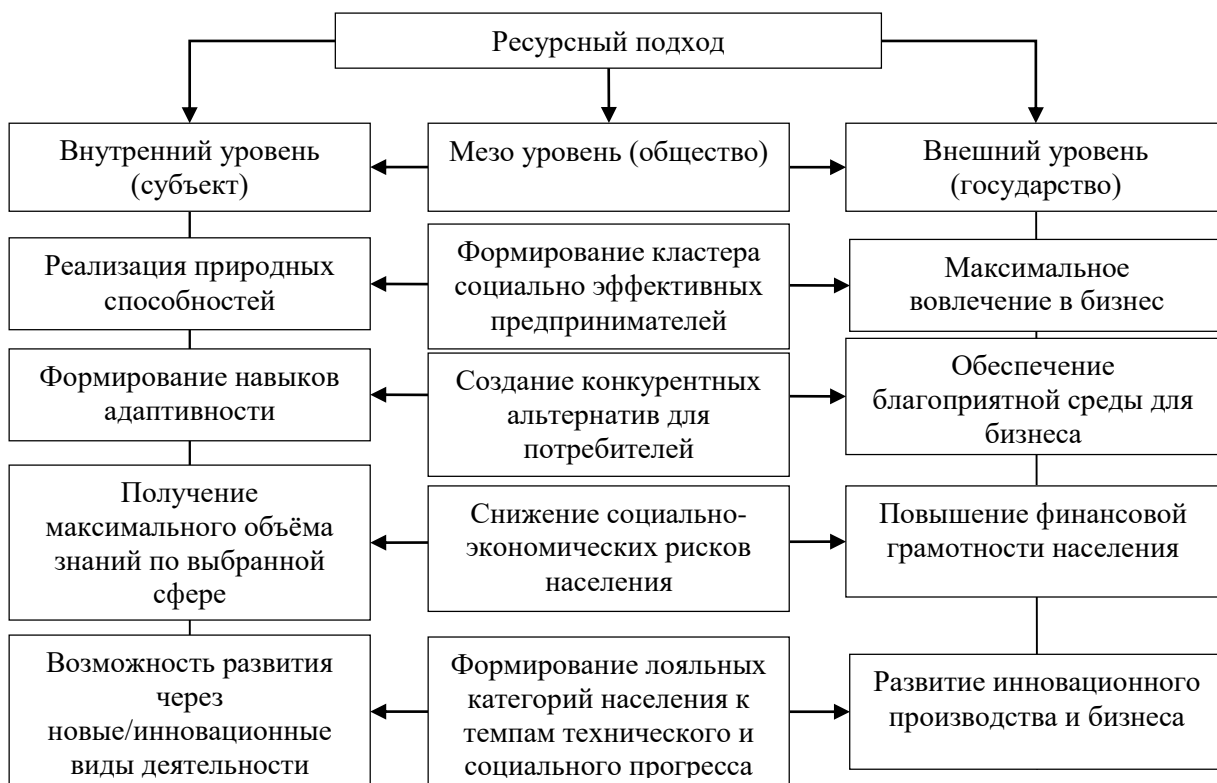 Ресурсный подход
Внутренний уровень
(субъект)
Мезо уровень (общество)
Внешний уровень
(государство)
Реализация природных
способностей
Формирование кластера
социально эффективных
предпринимателей
Максимальное
вовлечение в бизнес
Формирование навыков
адаптивности
Создание конкурентных
альтернатив для
потребителей
Обеспечение
благоприятной среды для
бизнеса
Получение
максимального объёма
знаний по выбранной
сфере
Снижение социально-
экономических рисков
населения
Повышение финансовой
грамотности населения
Возможность развития
через
новые/инновационные
виды деятельности
Формирование лояльных
категорий населения к
темпам технического и
социального прогресса
Развитие инновационного
производства и бизнеса